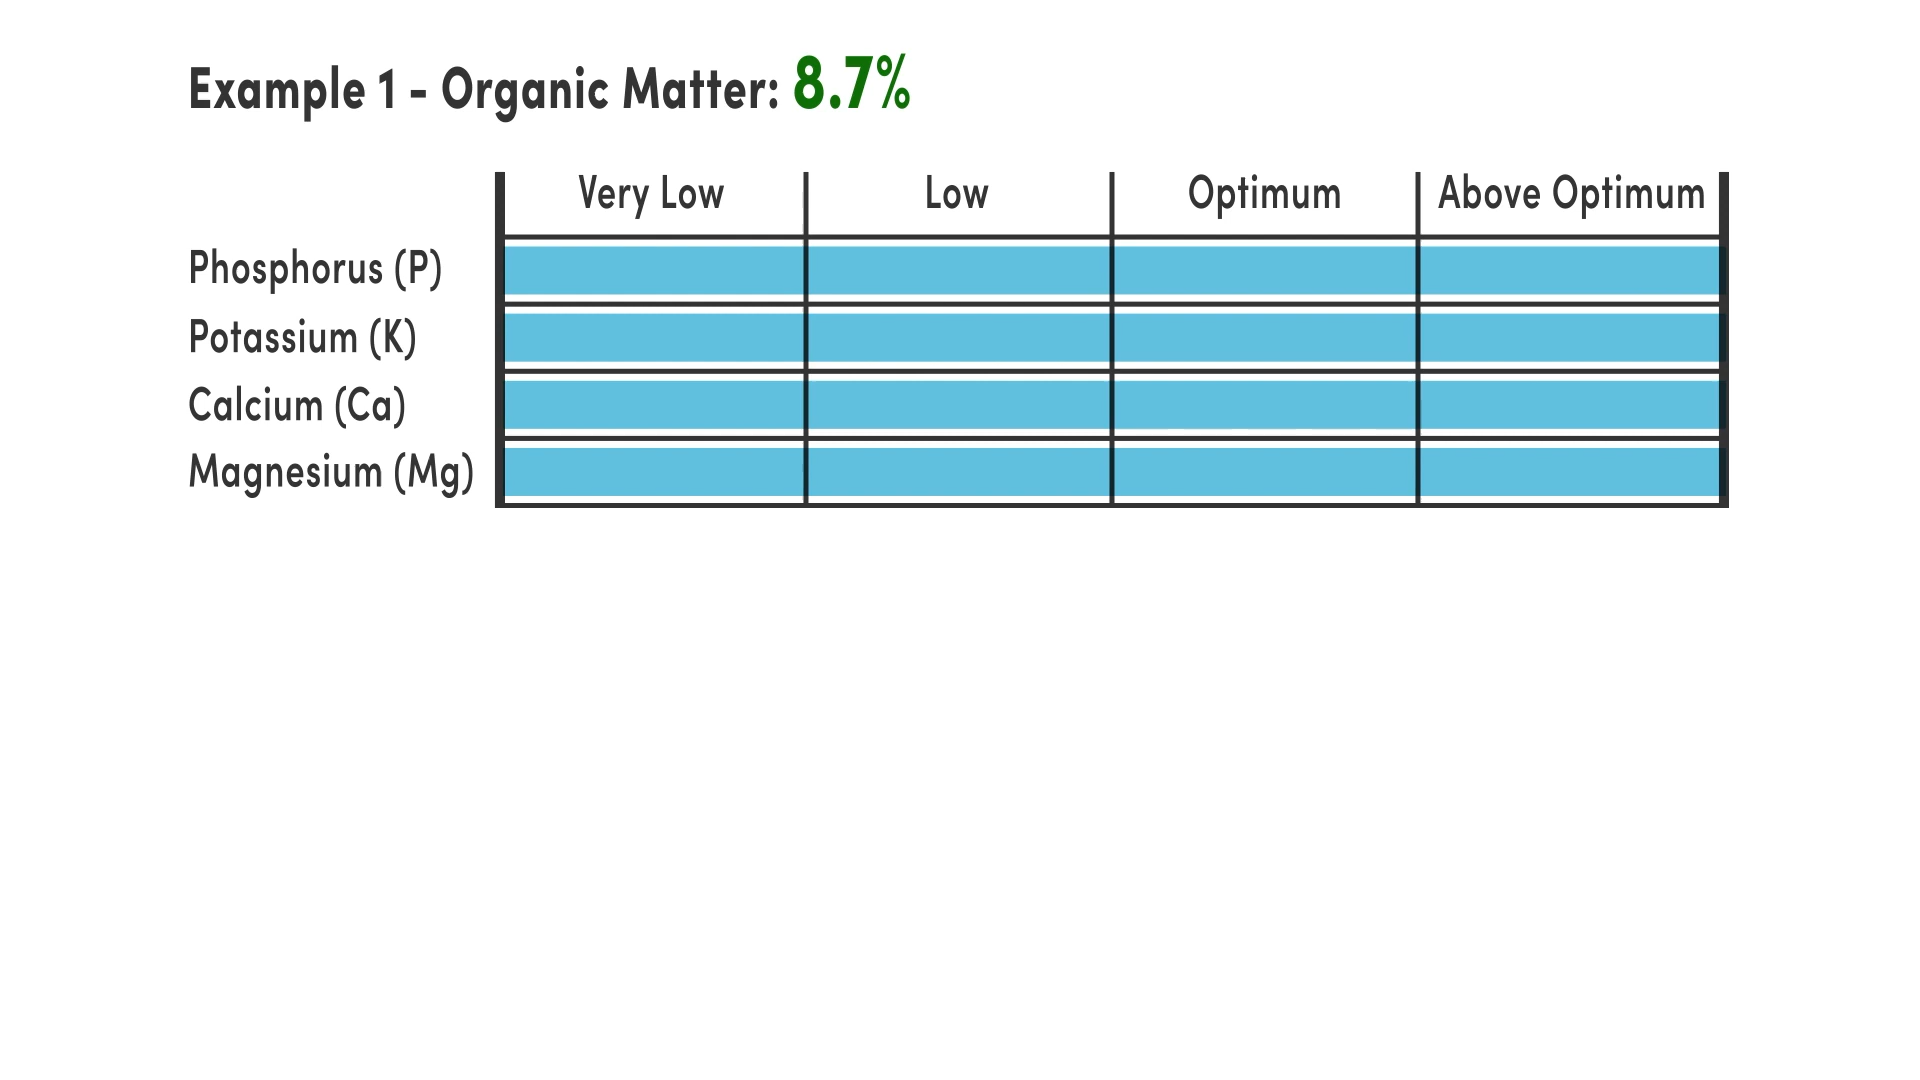 Example 1 - Organic Matter: 8.7%
Very Low Low Optimum Above Optimum
Phosphorus (P)
Potassium (K)
Calcium (Ca)
Magnesium (Mg)